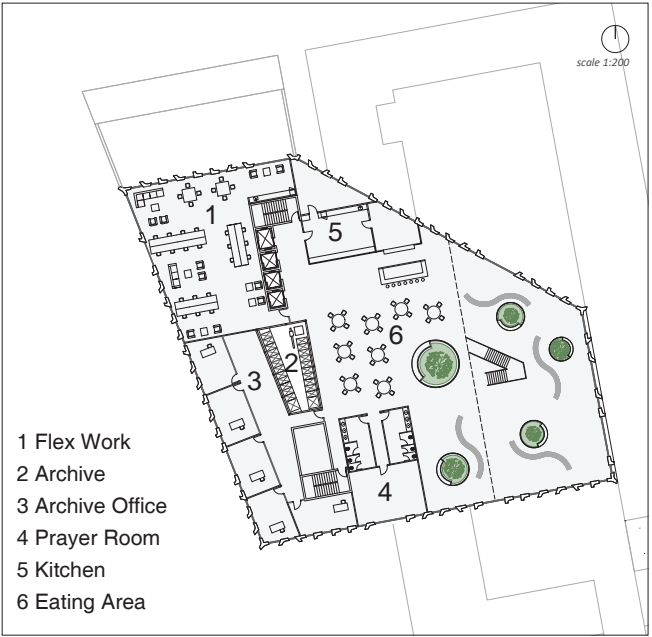 scale 1:200
1
5
6
2
3
4
1 Flex Work
2 Archive
3 Archive Office
4 Prayer Room
5 Kitchen
6 Eating Area